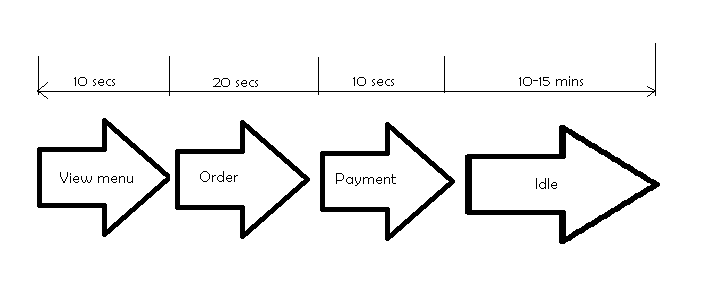 10 secs
20 secs
10 secs
10-15 mins
View menu
Order
Payment
Idle